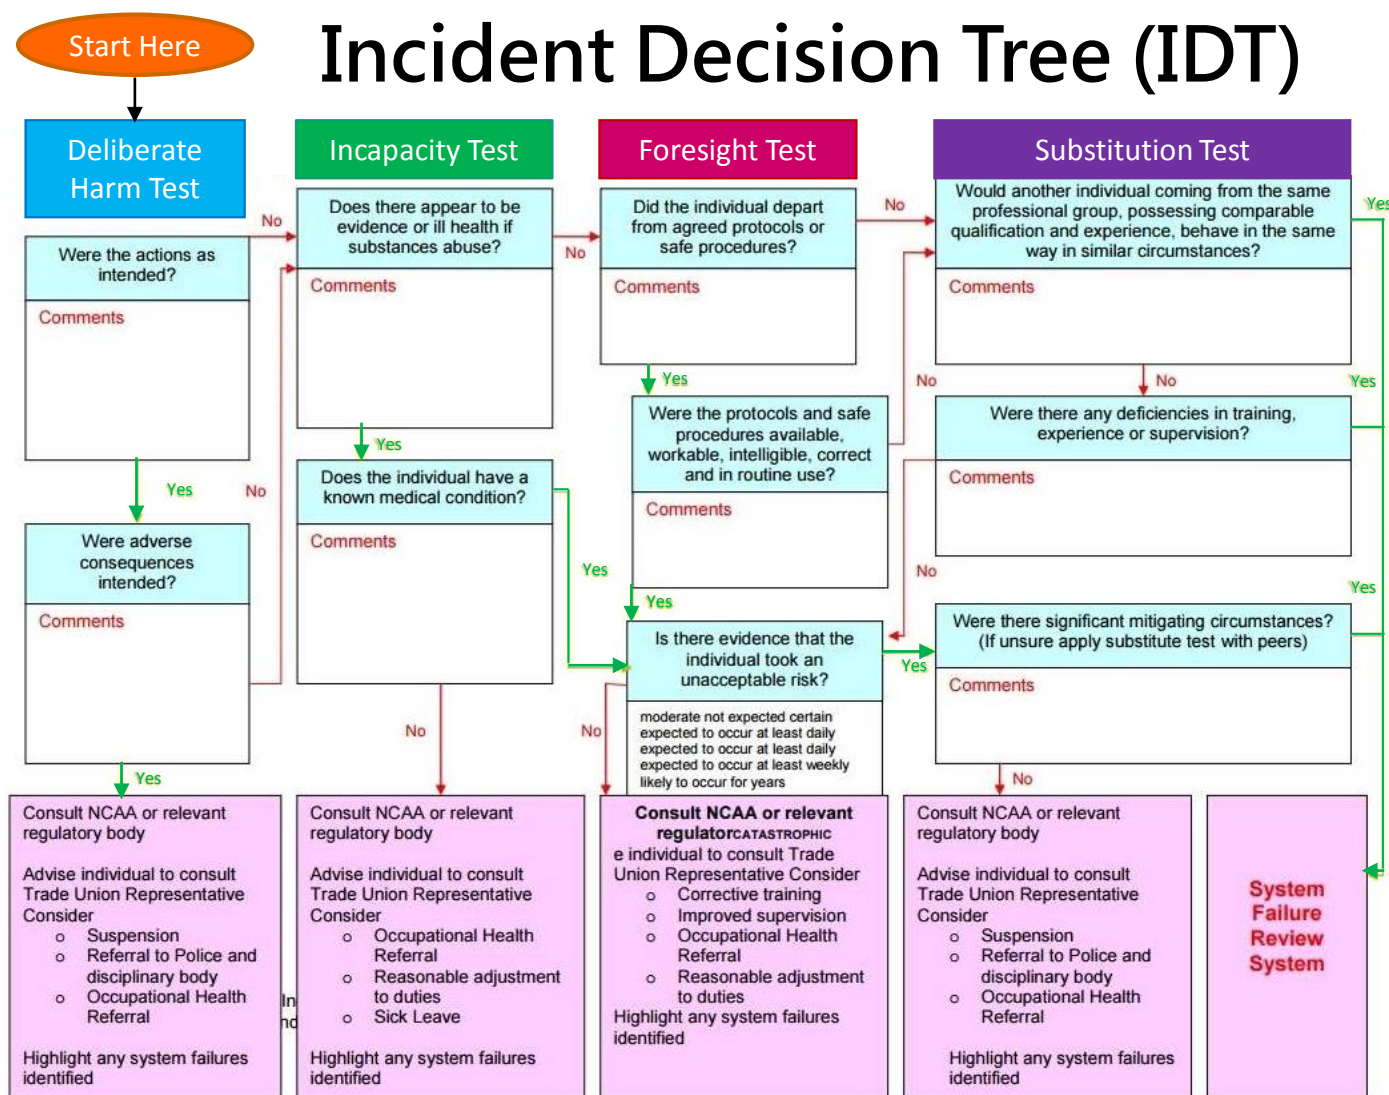 Start Here
Incident Decision Tree (IDT)
Deliberate
Harm Test
Were the actions as
intended?
Comments
No
Yes
No
Were adverse
consequences
intended?
Comments
Yes
Consult NCAA or relevant
regulatory body
Advise individual to consult
Trade Union Representative
Consider
o Suspension
o Referral to Police and
disciplinary body
o Occupational Health
Referral
Highlight any system failures
identified
In
nd
Incapacity Test
Does there appear to be
evidence or ill health if
substances abuse?
Comments
No
Yes
Does the individual have a
known medical condition?
Comments
Yes
No
Consult NCAA or relevant
regulatory body
Advise individual to consult
Trade Union Representative
Consider
o Occupational Health
Referral
o Reasonable adjustment
to duties
o Sick Leave
Highlight any system failures
identified
Foresight Test
Did the individual depart
from agreed protocols or
safe procedures?
Comments
No
Yes
Were the protocols and safe
procedures available,
workable, intelligible, correct
and in routine use?
Comments
No
Yes
Is there evidence that the
individual took an
unacceptable risk?
Yes
No
moderate not expected certain
expected to occur at least daily
expected to occur at least daily
expected to occur at least weekly
likely to occur for years
Consult NCAA or relevant
regulatorCATASTROPHIC
e individual to consult Trade
Union Representative Consider
o Corrective training
o Improved supervision
o Occupational Health
Referral
o Reasonable adjustment
to duties
Highlight any system failures
identified
Substitution Test
Would another individual coming from the same
professional group, possessing comparable
qualification and experience, behave in the same
way in similar circumstances?
Comments
Yes
No
Were there any deficiencies in training,
experience or supervision?
Comments
Yes
No
Were there significant mitigating circumstances?
(If unsure apply substitute test with peers)
Comments
Yes
No
Consult NCAA or relevant
regulatory body
Advise individual to consult
Trade Union Representative
Consider
o Suspension
o Referral to Police and
disciplinary body
o Occupational Health
Referral
Highlight any system failures
identified
System
Failure
Review
System